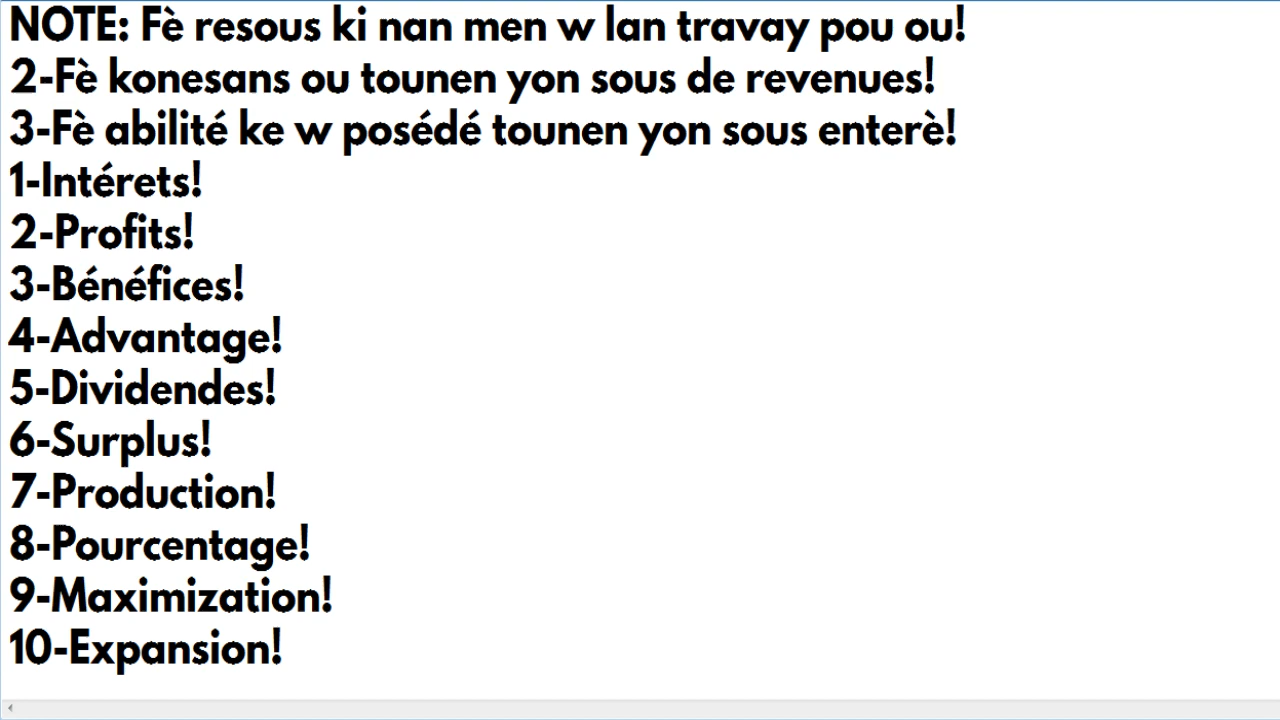 NOTE: Fè resous ki nan men w lan travay pou ou!
2-Fè konesans ou tounen yon sous de revenues!
3-Fè abilité ke w posédé tounen yon sous enterè!
1-Intérets!
2-Profits!
3-Bénéfices!
4-Advantage!
5-Dividendes!
6-Surplus!
7-Production!
8-Pourcentage!
9-Maximization!
10-Expansion!